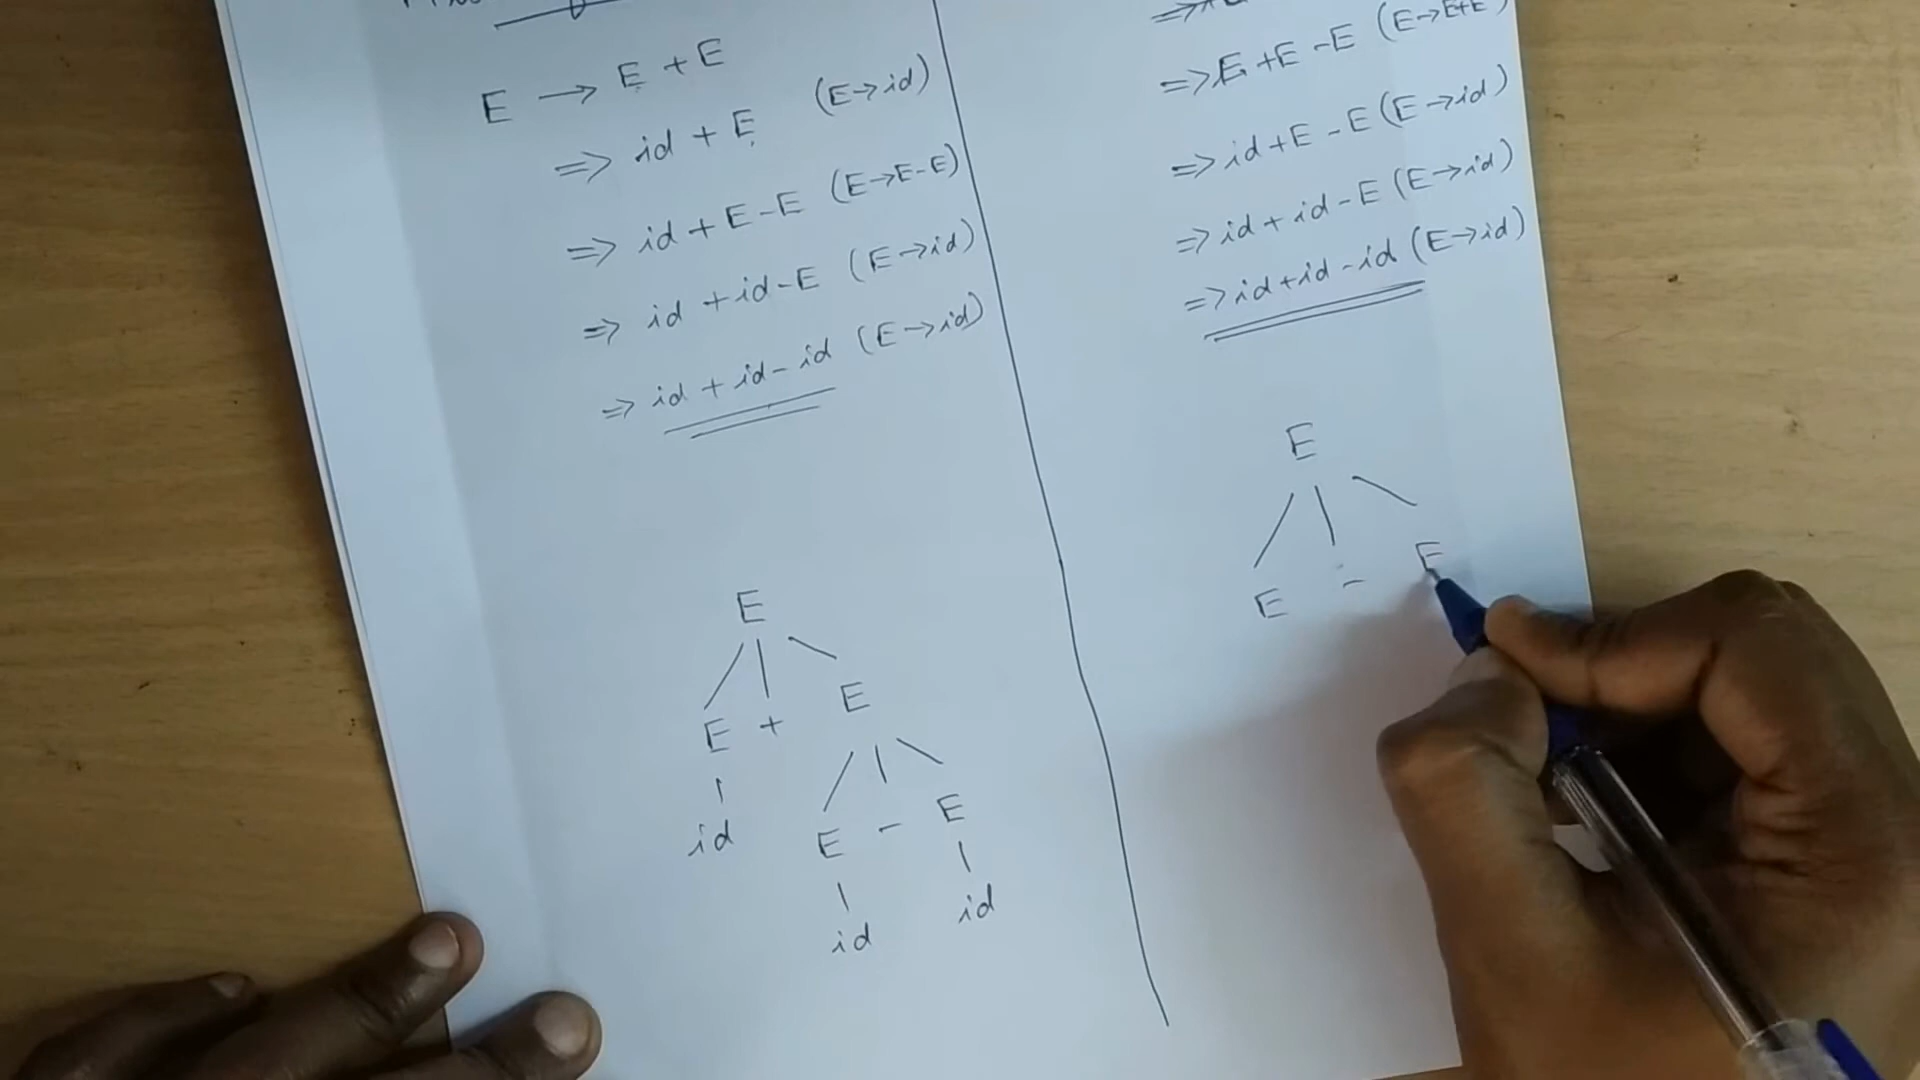 E → E + E
⇒ id + E (E→id)
⇒ id + E-E (E→E-E)
⇒ id +id-E (E→id)
⇒ id + id- id (E→id)
E
E + E
id E - E
id id
⇒E+E-E (E→E+E)
⇒id+E-E (E→id)
⇒id+id-E (E→id)
⇒id+id-id (E→id)
E
E - E